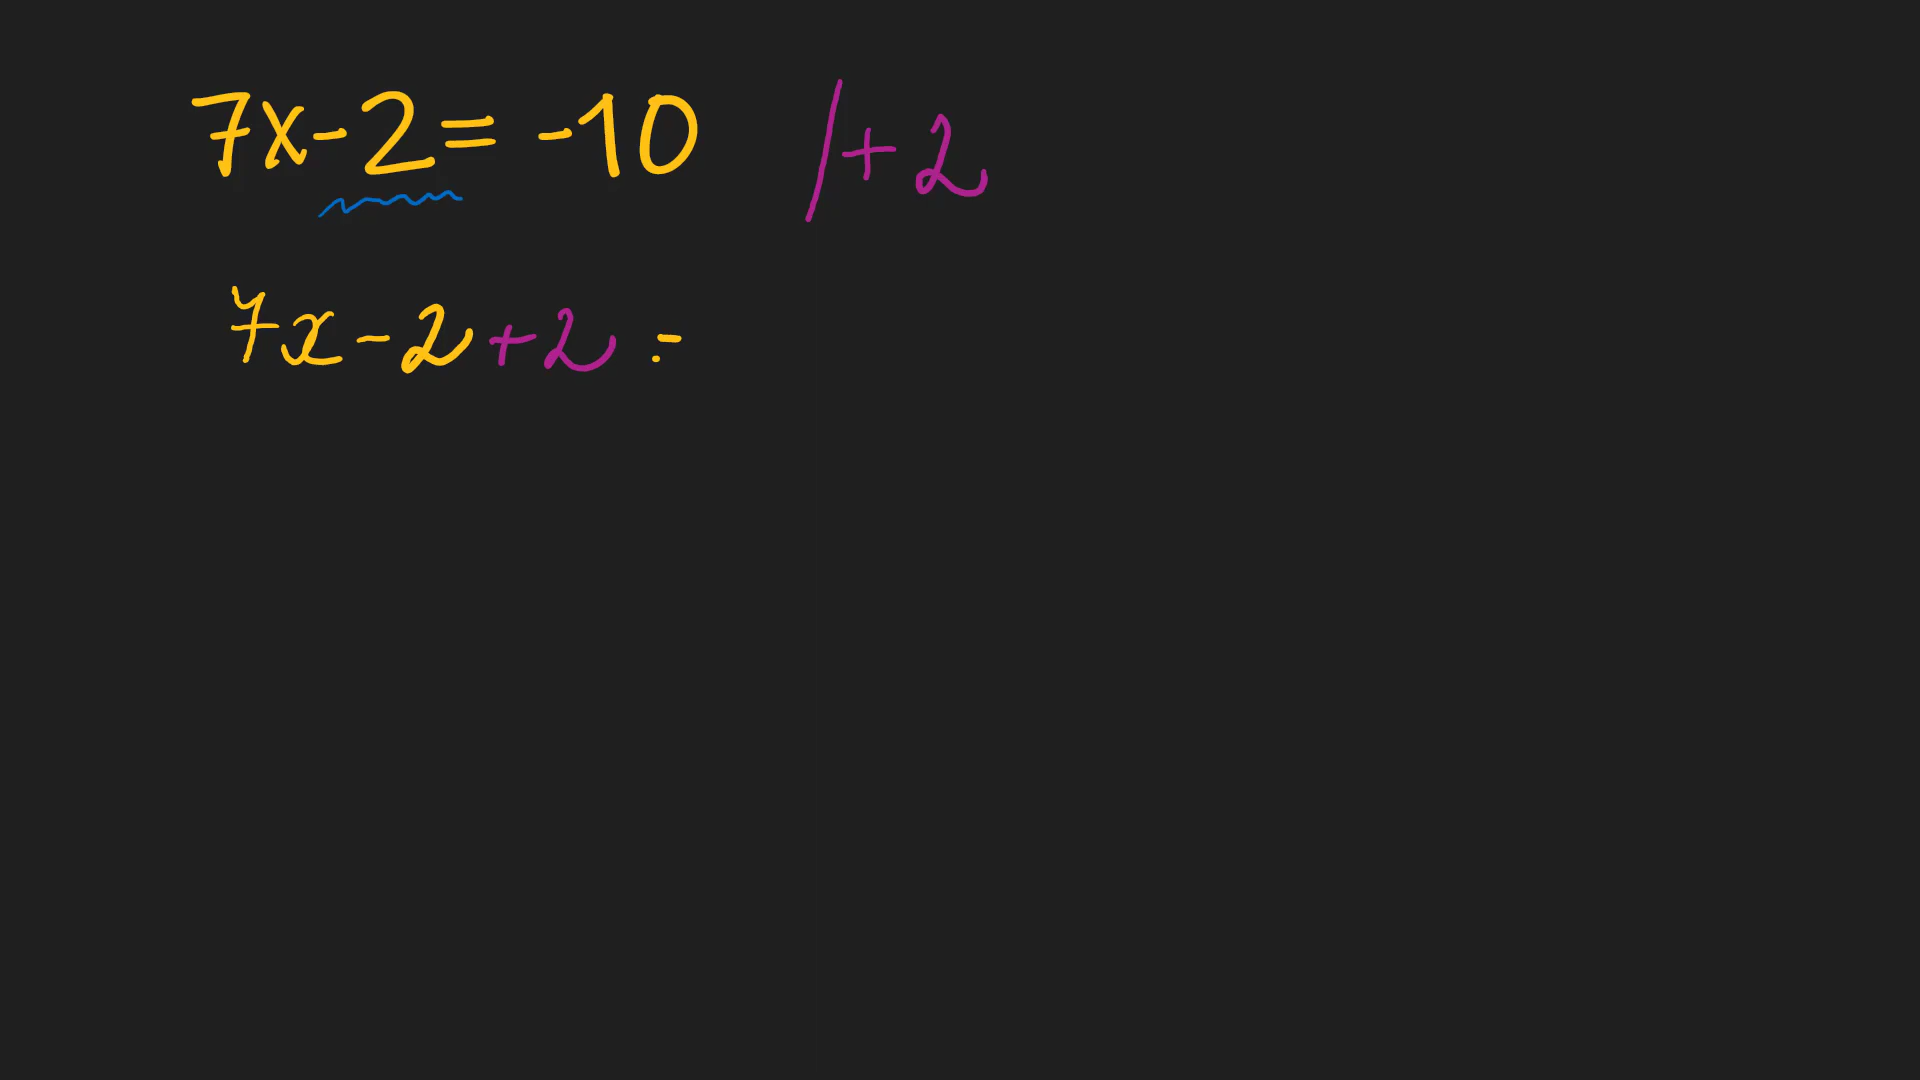 7x-2= -10 /+2
7x-2+2 =